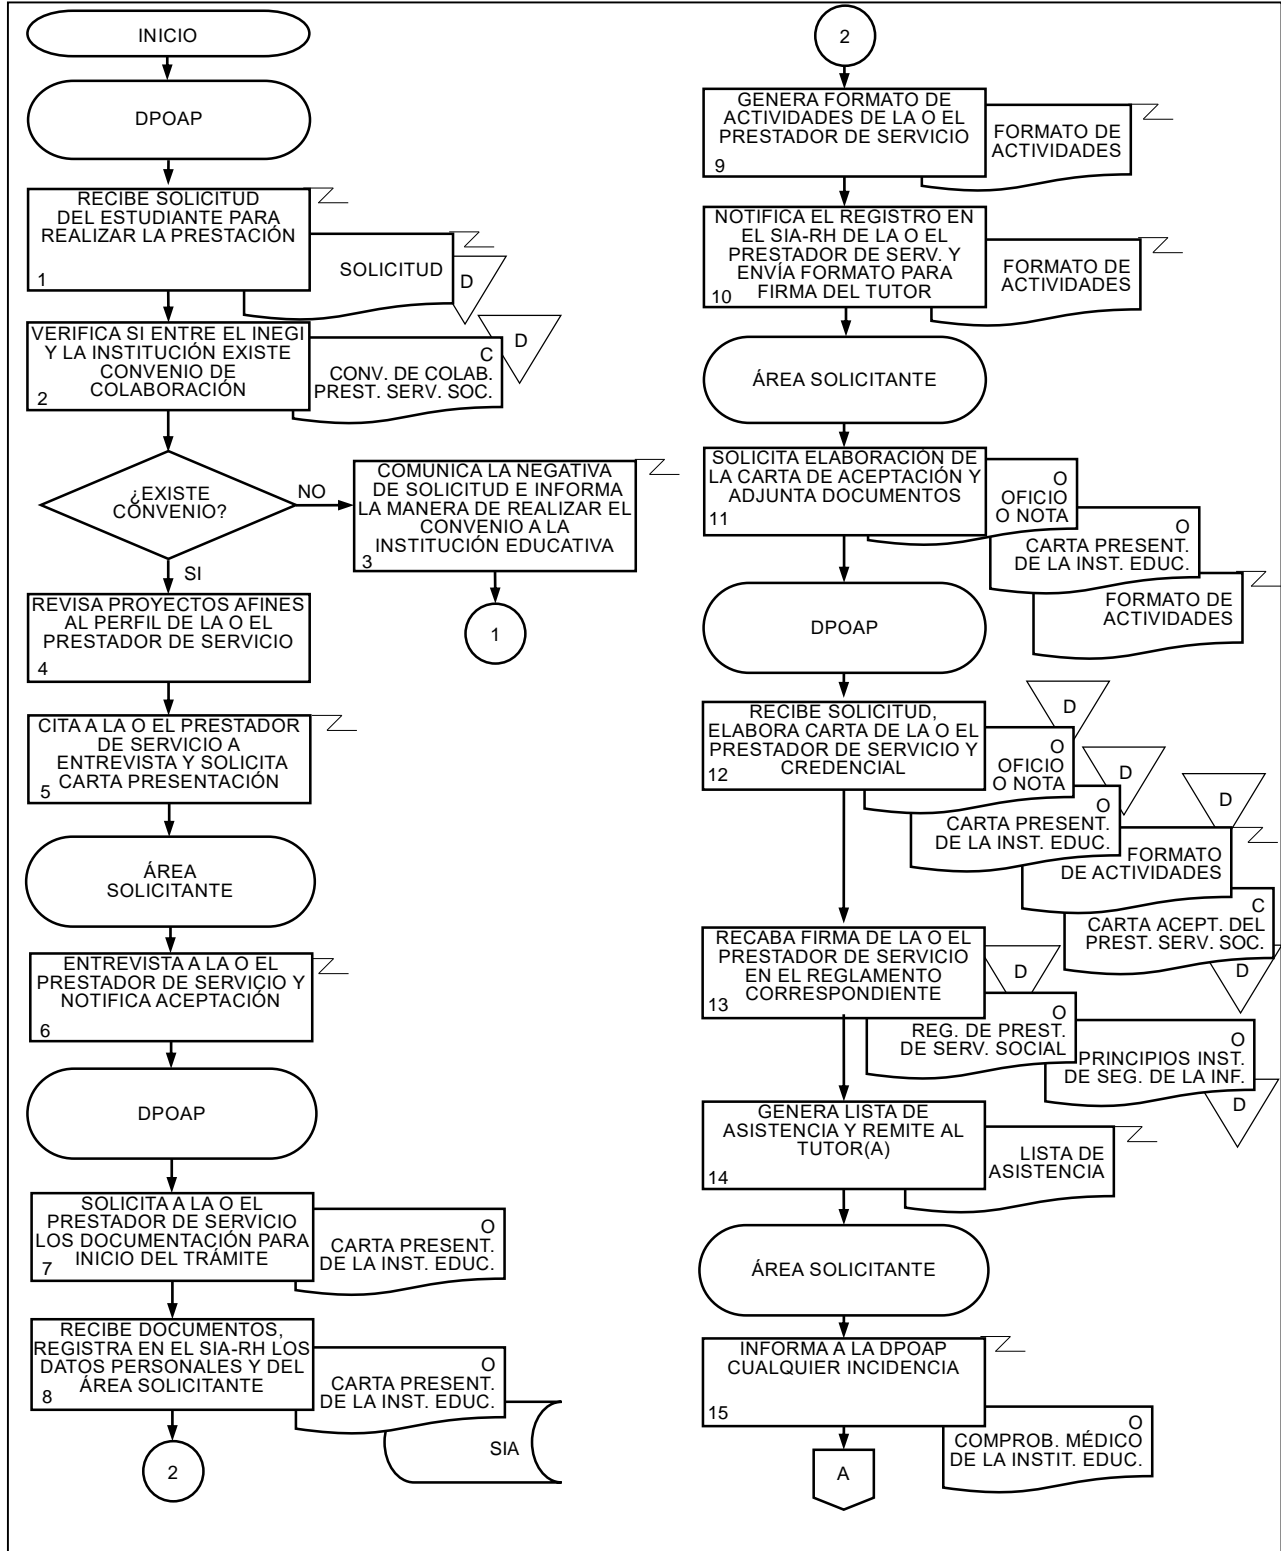 INICIO
DPOAP
RECIBE SOLICITUD
DEL ESTUDIANTE PARA
REALIZAR LA PRESTACIÓN
1
SOLICITUD
D
VERIFICA SI ENTRE EL INEGI
Y LA INSTITUCIÓN EXISTE
CONVENIO DE
COLABORACIÓN
2
D
C
CONV. DE COLAB.
PREST. SERV. SOC.
¿EXISTE
CONVENIO?
NO
SI
COMUNICA LA NEGATIVA
DE SOLICITUD E INFORMA
LA MANERA DE REALIZAR EL
CONVENIO A LA
INSTITUCIÓN EDUCATIVA
3
1
REVISA PROYECTOS AFINES
AL PERFIL DE LA O EL
PRESTADOR DE SERVICIO
4
CITA A LA O EL PRESTADOR
DE SERVICIO A
ENTREVISTA Y SOLICITA
CARTA PRESENTACIÓN
5
ÁREA
SOLICITANTE
ENTREVISTA A LA O EL
PRESTADOR DE SERVICIO Y
NOTIFICA ACEPTACIÓN
6
DPOAP
SOLICITA A LA O EL
PRESTADOR DE SERVICIO
LOS DOCUMENTACIÓN PARA
INICIO DEL TRÁMITE
7
O
CARTA PRESENT.
DE LA INST. EDUC.
RECIBE DOCUMENTOS,
REGISTRA EN EL SIA-RH LOS
DATOS PERSONALES Y DEL
ÁREA SOLICITANTE
8
O
CARTA PRESENT.
DE LA INST. EDUC.
SIA
2
2
GENERA FORMATO DE
ACTIVIDADES DE LA O EL
PRESTADOR DE SERVICIO
9
FORMATO DE
ACTIVIDADES
NOTIFICA EL REGISTRO EN
EL SIA-RH DE LA O EL
PRESTADOR DE SERV. Y
ENVÍA FORMATO PARA
FIRMA DEL TUTOR
10
FORMATO DE
ACTIVIDADES
ÁREA SOLICITANTE
SOLICITA ELABORACIÓN DE
LA CARTA DE ACEPTACIÓN Y
ADJUNTA DOCUMENTOS
11
O
OFICIO
O NOTA
O
CARTA PRESENT.
DE LA INST. EDUC.
FORMATO DE
ACTIVIDADES
DPOAP
RECIBE SOLICITUD,
ELABORA CARTA DE LA O EL
PRESTADOR DE SERVICIO Y
CREDENCIAL
12
D
O
OFICIO
O NOTA
D
O
CARTA PRESENT.
DE LA INST. EDUC.
D
FORMATO
DE ACTIVIDADES
C
CARTA ACEPT. DEL
PREST. SERV. SOC.
D
RECABA FIRMA DE LA O EL
PRESTADOR DE SERVICIO
EN EL REGLAMENTO
CORRESPONDIENTE
13
D
O
REG. DE PREST.
DE SERV. SOCIAL
O
PRINCIPIOS INST.
DE SEG. DE LA INF.
D
GENERA LISTA DE
ASISTENCIA Y REMITE AL
TUTOR(A)
14
LISTA DE
ASISTENCIA
ÁREA SOLICITANTE
INFORMA A LA DPOAP
CUALQUIER INCIDENCIA
15
O
COMPROB. MÉDICO
DE LA INSTIT. EDUC.
A